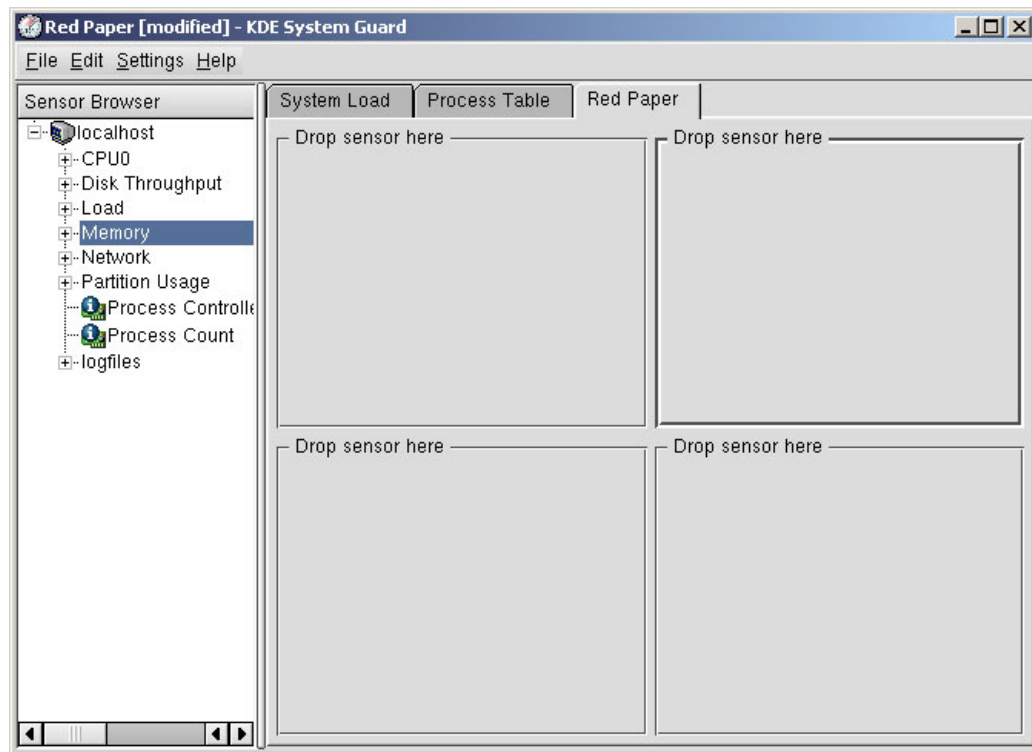 Red Paper [modified] - KDE System Guard
File Edit Settings Help
Sensor Browser
localhost
CPU0
Disk Throughput
Load
Memory
Network
Partition Usage
Process Controlle
Process Count
logfiles
System Load Process Table Red Paper
Drop sensor here Drop sensor here
Drop sensor here Drop sensor here